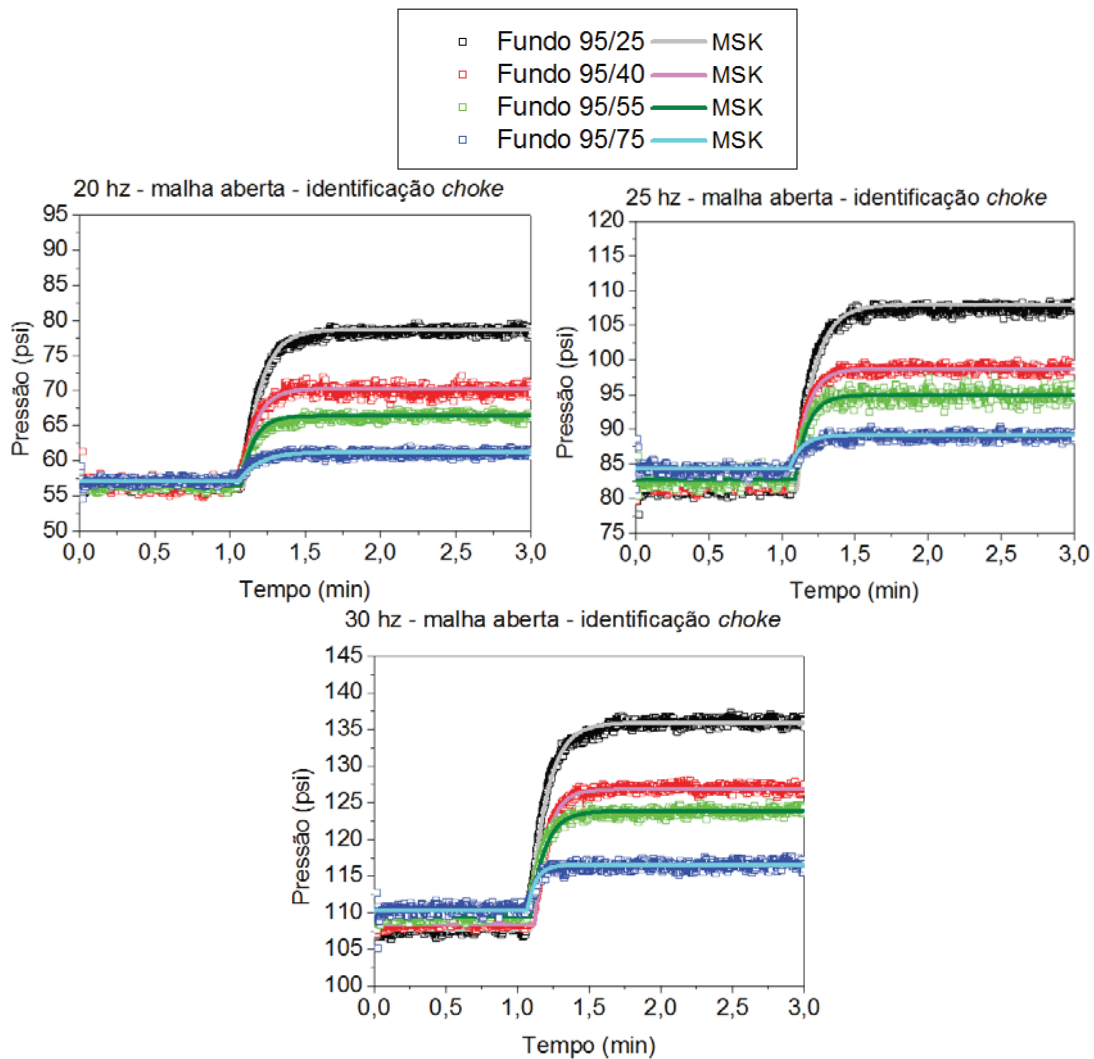 Fundo 95/25 MSK
Fundo 95/40 MSK
Fundo 95/55 MSK
Fundo 95/75 MSK
20 hz - malha aberta - identificação choke
95
90
85
80
75
70
65
60
55
50
Pressão (psi)
0,0 0,5 1,0 1,5 2,0 2,5 3,0
Tempo (min)
25 hz - malha aberta - identificação choke
120
115
110
105
100
95
90
85
80
75
Pressão (psi)
0,0 0,5 1,0 1,5 2,0 2,5 3,0
Tempo (min)
30 hz - malha aberta - identificação choke
145
140
135
130
125
120
115
110
105
100
Pressão (psi)
0,0 0,5 1,0 1,5 2,0 2,5 3,0
Tempo (min)